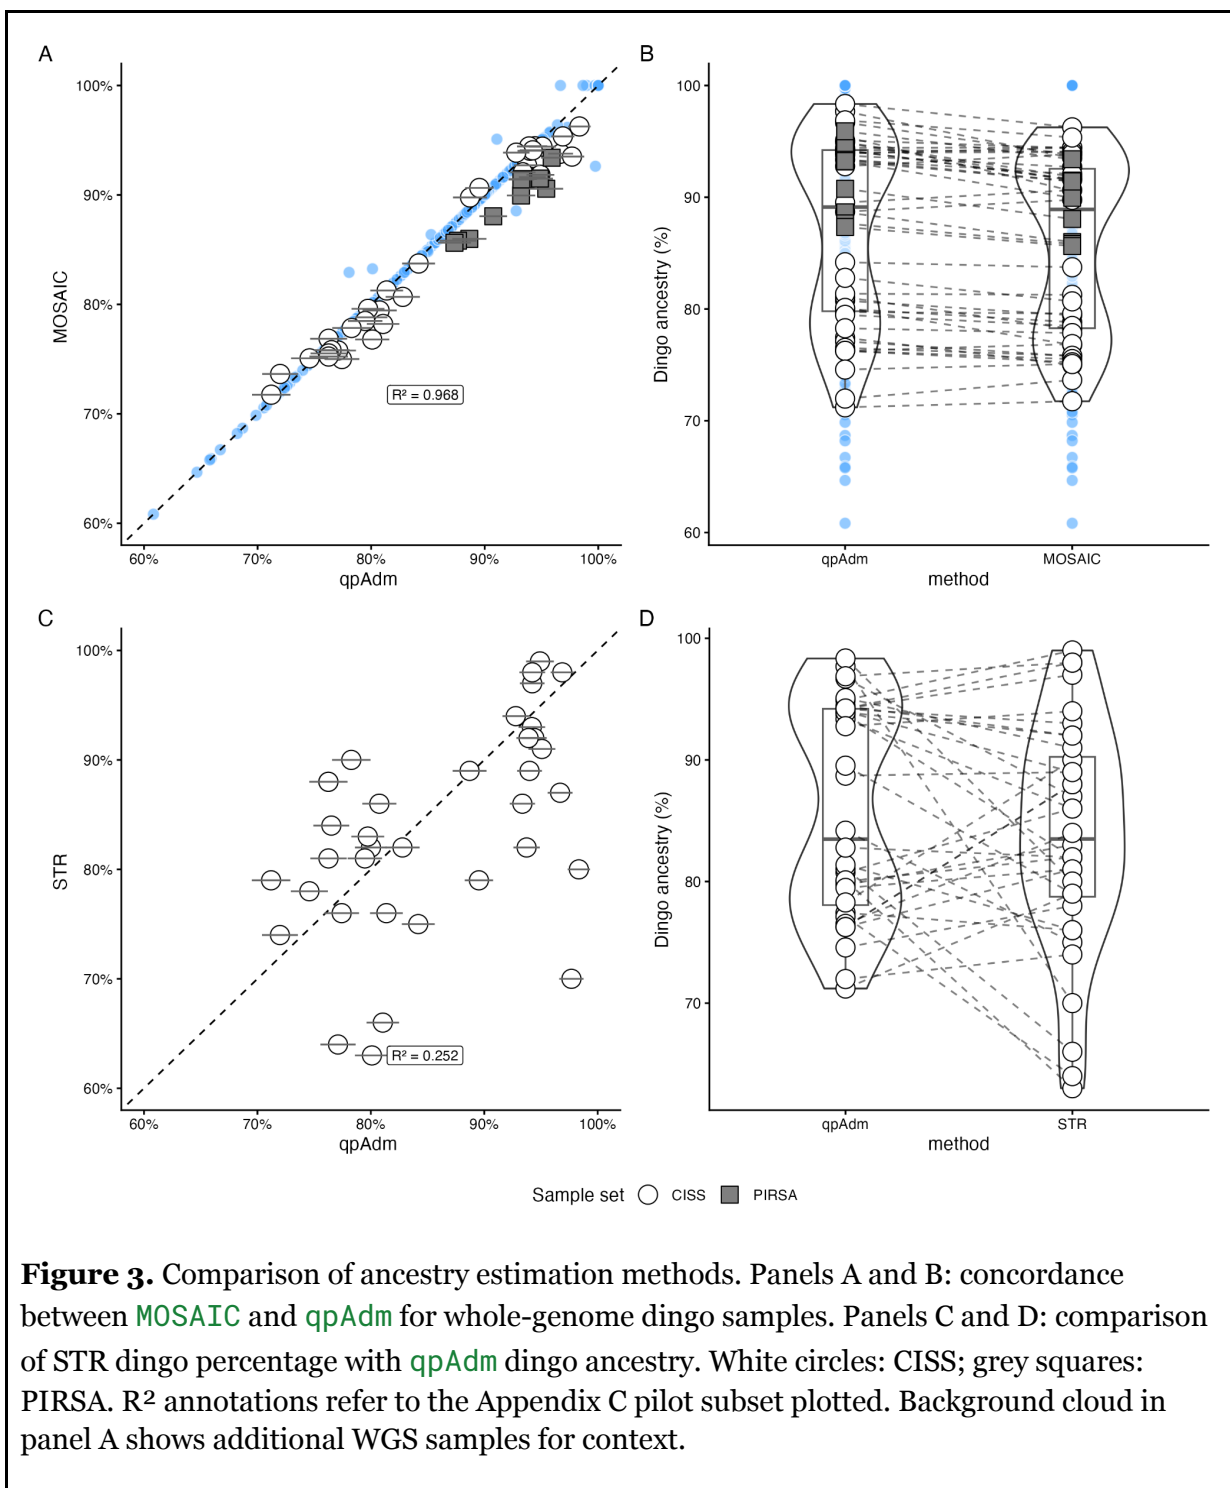 A
MOSAIC
100%
90%
80%
70%
60%
R² = 0.968
60%
70%
80%
90%
100%
qpAdm
B
Dingo ancestry (%)
100
90
80
70
60
qpAdm
MOSAIC
method
C
STR
100%
90%
80%
70%
60%
R² = 0.252
60%
70%
80%
90%
100%
qpAdm
D
Dingo ancestry (%)
100
90
80
70
qpAdm
STR
method
Sample set CISS PIRSA
Figure 3. Comparison of ancestry estimation methods. Panels A and B: concordance
between MOSAIC and qpAdm for whole-genome dingo samples. Panels C and D: comparison
of STR dingo percentage with qpAdm dingo ancestry. White circles: CISS; grey squares:
PIRSA. R² annotations refer to the Appendix C pilot subset plotted. Background cloud in
panel A shows additional WGS samples for context.